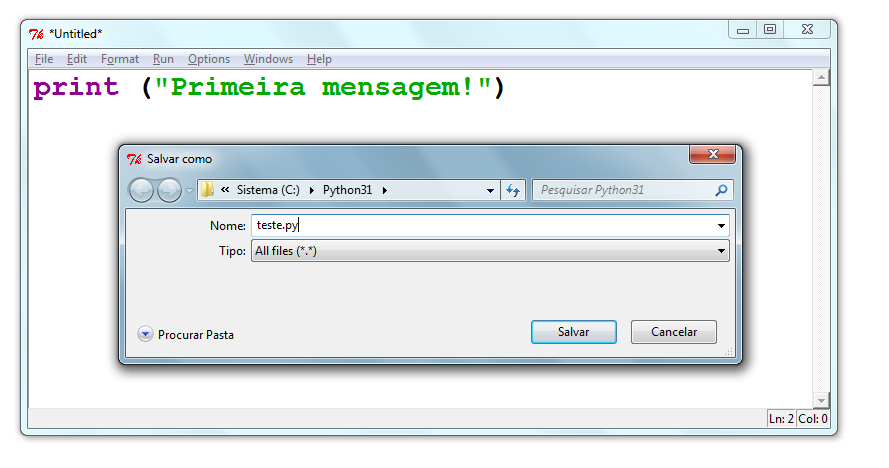 *Untitled*
File Edit Format Run Options Windows Help
print ("Primeira mensagem!")
Salvar como
« Sistema (C:) Python31 Pesquisar Python31
Nome: teste.py
Tipo: All files (*.*)
Procurar Pasta Salvar Cancelar
Ln: 2 Col: 0